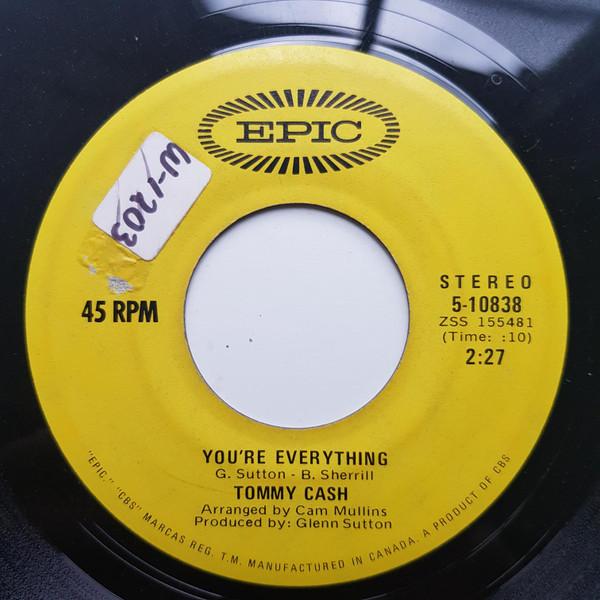 EPIC
W-1203
45 RPM
STEREO
5-10838
ZSS 155481
(Time: :10)
2:27
YOU'RE EVERYTHING
G. Sutton - B. Sherrill
TOMMY CASH
Arranged by Cam Mullins
Produced by: Glenn Sutton
"EPIC," "CBS" MARCAS REG. T.M. MANUFACTURED IN CANADA. A PRODUCT OF CBS